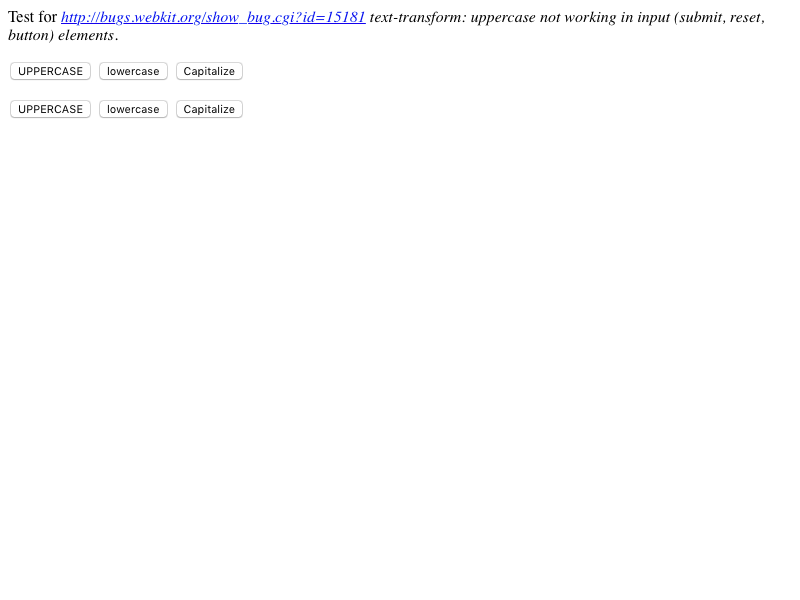 Test for http://bugs.webkit.org/show_bug.cgi?id=15181 text-transform: uppercase not working in input (submit, reset,
button) elements.
UPPERCASE lowercase Capitalize
UPPERCASE lowercase Capitalize